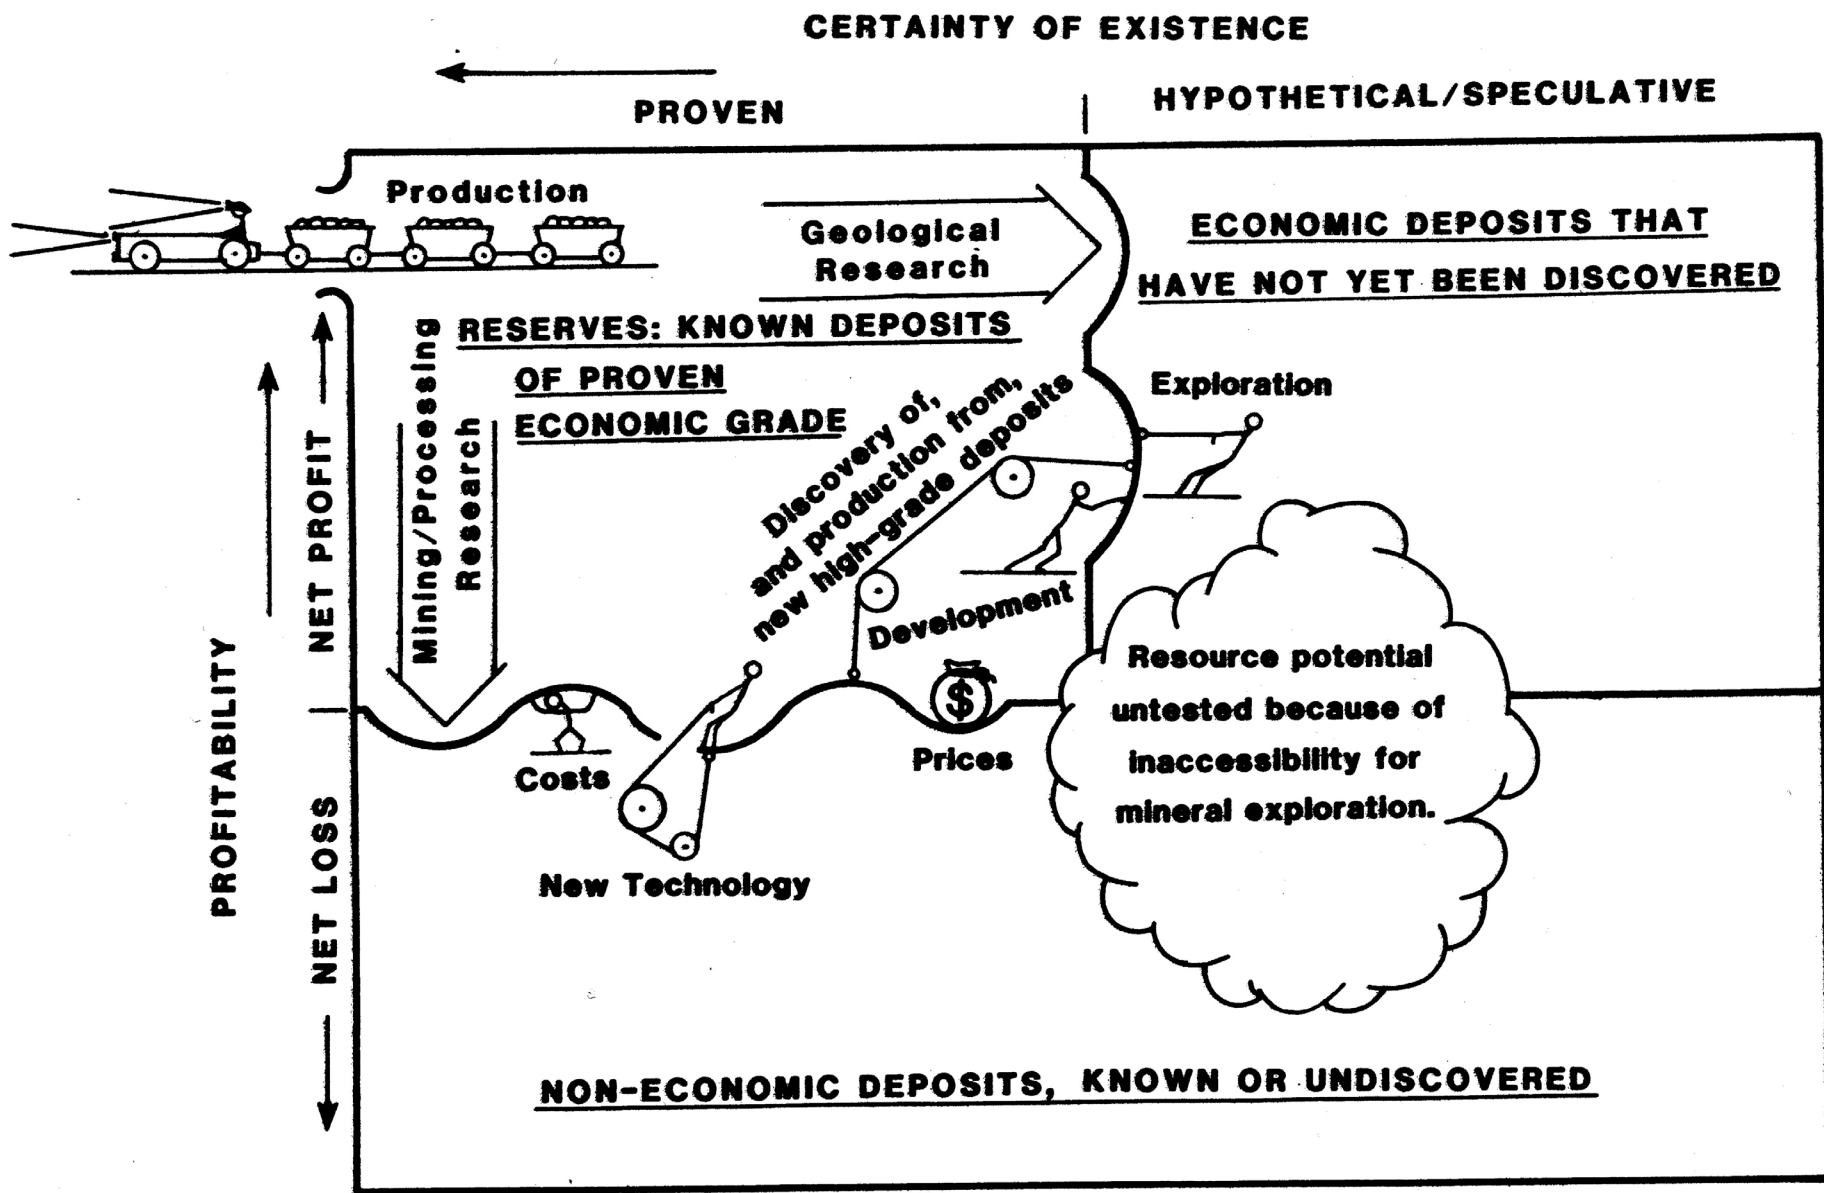 CERTAINTY OF EXISTENCE
PROVEN
HYPOTHETICAL/SPECULATIVE
Production
Geological
Research
ECONOMIC DEPOSITS THAT
HAVE NOT YET BEEN DISCOVERED
RESERVES: KNOWN DEPOSITS
OF PROVEN
ECONOMIC GRADE
Mining/Processing
Research
Discovery of,
and production from,
new high-grade deposits
Exploration
Development
PROFITABILITY
NET PROFIT
NET LOSS
Costs
New Technology
$
Prices
Resource potential
untested because of
inaccessibility for
mineral exploration.
NON-ECONOMIC DEPOSITS, KNOWN OR UNDISCOVERED